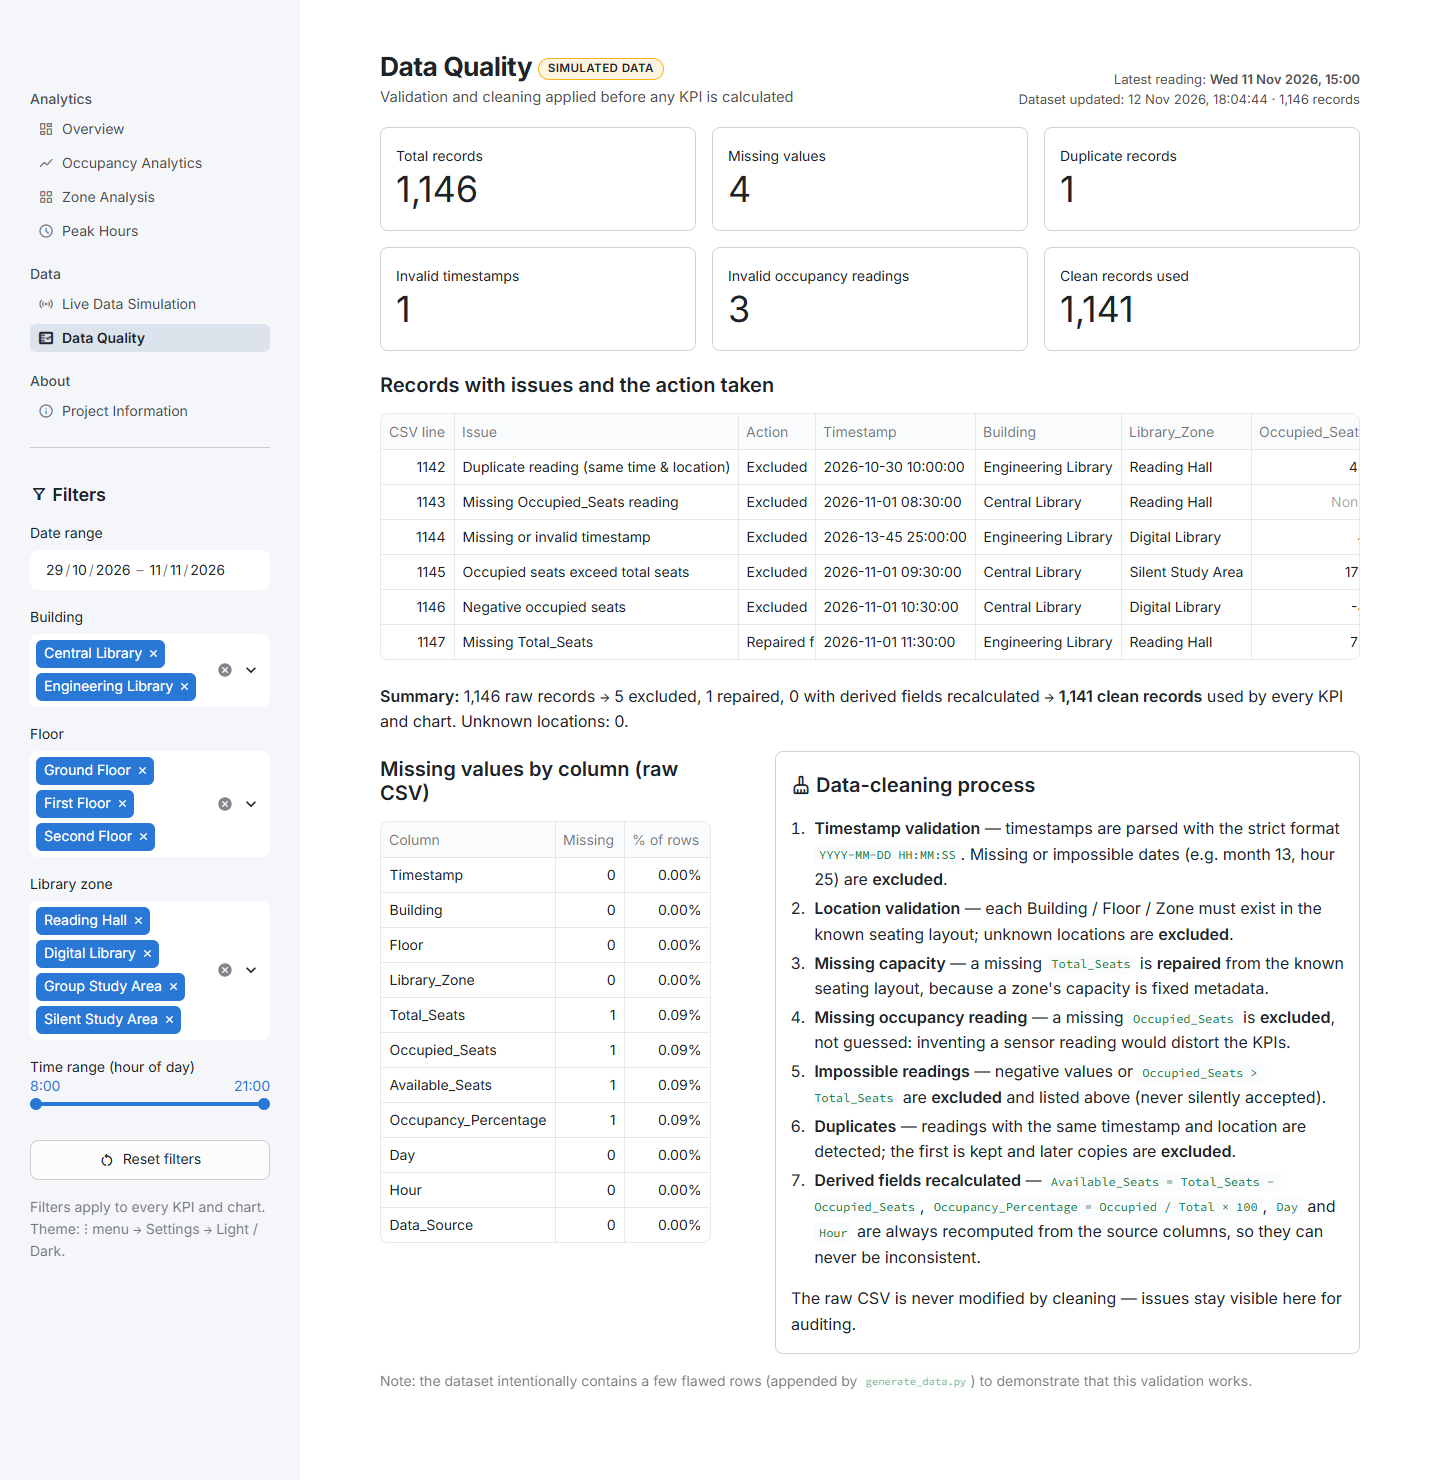 Analytics
Overview
Occupancy Analytics
Zone Analysis
Peak Hours
Data
Live Data Simulation
Data Quality
About
Project Information
Filters
Date range
29/10/2026 – 11/11/2026
Building
Central Library ×
Engineering Library ×
Floor
Ground Floor ×
First Floor ×
Second Floor ×
Library zone
Reading Hall ×
Digital Library ×
Group Study Area ×
Silent Study Area ×
Time range (hour of day)
8:00 21:00
Reset filters
Filters apply to every KPI and chart.
Theme: ⋮ menu → Settings → Light /
Dark.
Data Quality SIMULATED DATA
Validation and cleaning applied before any KPI is calculated
Latest reading: Wed 11 Nov 2026, 15:00
Dataset updated: 12 Nov 2026, 18:04:44 · 1,146 records
Total records
1,146
Missing values
4
Duplicate records
1
Invalid timestamps
1
Invalid occupancy readings
3
Clean records used
1,141
Records with issues and the action taken
CSV line Issue Action Timestamp Building Library_Zone Occupied_Seat
1142 Duplicate reading (same time & location) Excluded 2026-10-30 10:00:00 Engineering Library Reading Hall 4
1143 Missing Occupied_Seats reading Excluded 2026-11-01 08:30:00 Central Library Reading Hall Non
1144 Missing or invalid timestamp Excluded 2026-13-45 25:00:00 Engineering Library Digital Library
1145 Occupied seats exceed total seats Excluded 2026-11-01 09:30:00 Central Library Silent Study Area 17
1146 Negative occupied seats Excluded 2026-11-01 10:30:00 Central Library Digital Library -
1147 Missing Total_Seats Repaired f 2026-11-01 11:30:00 Engineering Library Reading Hall 7
Summary: 1,146 raw records → 5 excluded, 1 repaired, 0 with derived fields recalculated → 1,141 clean records used by every KPI
and chart. Unknown locations: 0.
Missing values by column (raw
CSV)
Column Missing % of rows
Timestamp 0 0.00%
Building 0 0.00%
Floor 0 0.00%
Library_Zone 0 0.00%
Total_Seats 1 0.09%
Occupied_Seats 1 0.09%
Available_Seats 1 0.09%
Occupancy_Percentage 1 0.09%
Day 0 0.00%
Hour 0 0.00%
Data_Source 0 0.00%
Data-cleaning process
1. Timestamp validation — timestamps are parsed with the strict format
YYYY-MM-DD HH:MM:SS . Missing or impossible dates (e.g. month 13, hour
25) are excluded.
2. Location validation — each Building / Floor / Zone must exist in the
known seating layout; unknown locations are excluded.
3. Missing capacity — a missing Total_Seats is repaired from the known
seating layout, because a zone's capacity is fixed metadata.
4. Missing occupancy reading — a missing Occupied_Seats is excluded,
not guessed: inventing a sensor reading would distort the KPIs.
5. Impossible readings — negative values or Occupied_Seats >
Total_Seats are excluded and listed above (never silently accepted).
6. Duplicates — readings with the same timestamp and location are
detected; the first is kept and later copies are excluded.
7. Derived fields recalculated — Available_Seats = Total_Seats -
Occupied_Seats , Occupancy_Percentage = Occupied / Total × 100 , Day and
Hour are always recomputed from the source columns, so they can
never be inconsistent.
The raw CSV is never modified by cleaning — issues stay visible here for
auditing.
Note: the dataset intentionally contains a few flawed rows (appended by generate_data.py ) to demonstrate that this validation works.